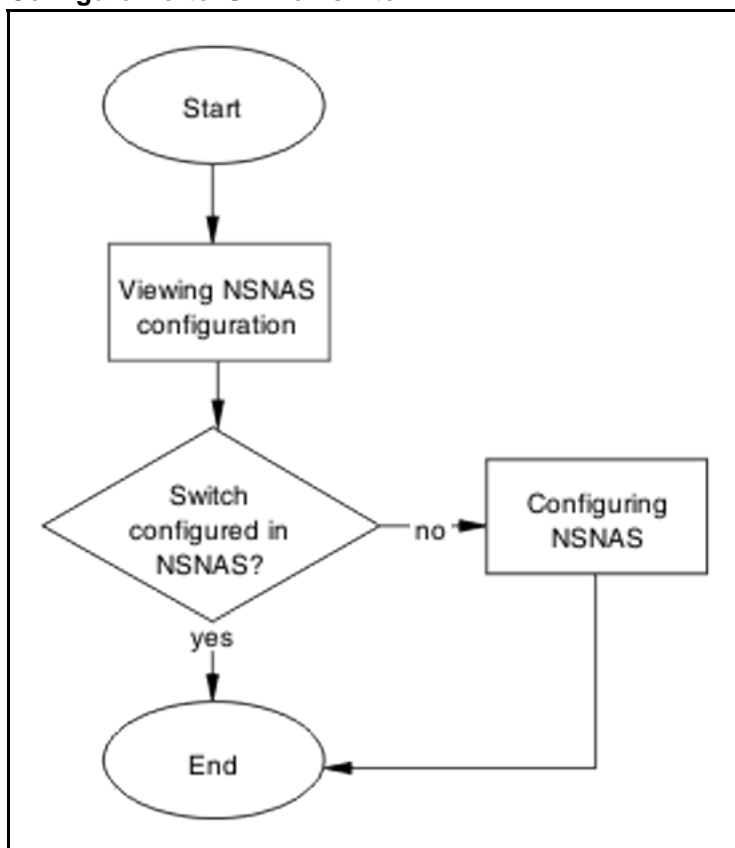 Start
Viewing NSNAS
configuration
Switch
configured in
NSNAS?
no
Configuring
NSNAS
yes
End